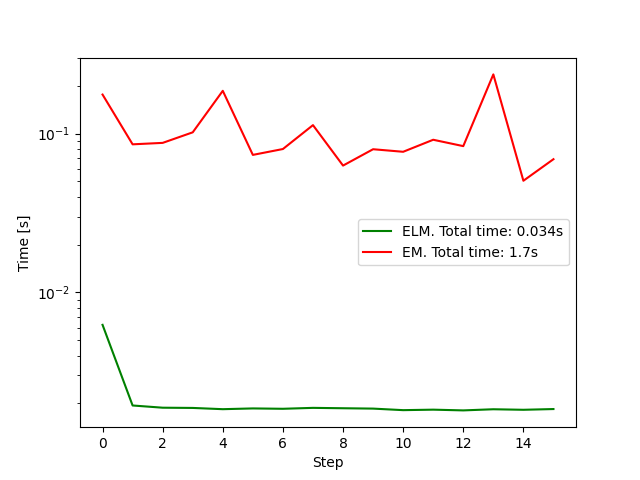 10⁻¹
10⁻²
Time [s]
ELM. Total time: 0.034s
EM. Total time: 1.7s
0 2 4 6 8 10 12 14
Step